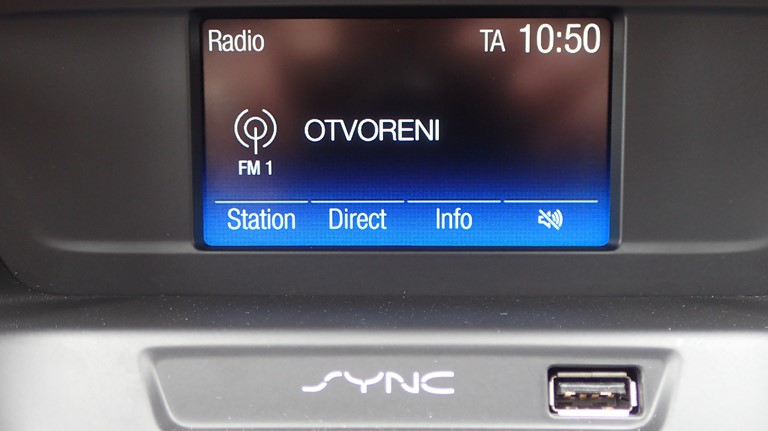 Radio TA 10:50
OTVORENI
FM 1
Station Direct Info
SYNC